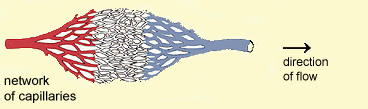 network
of capillaries
direction
of flow